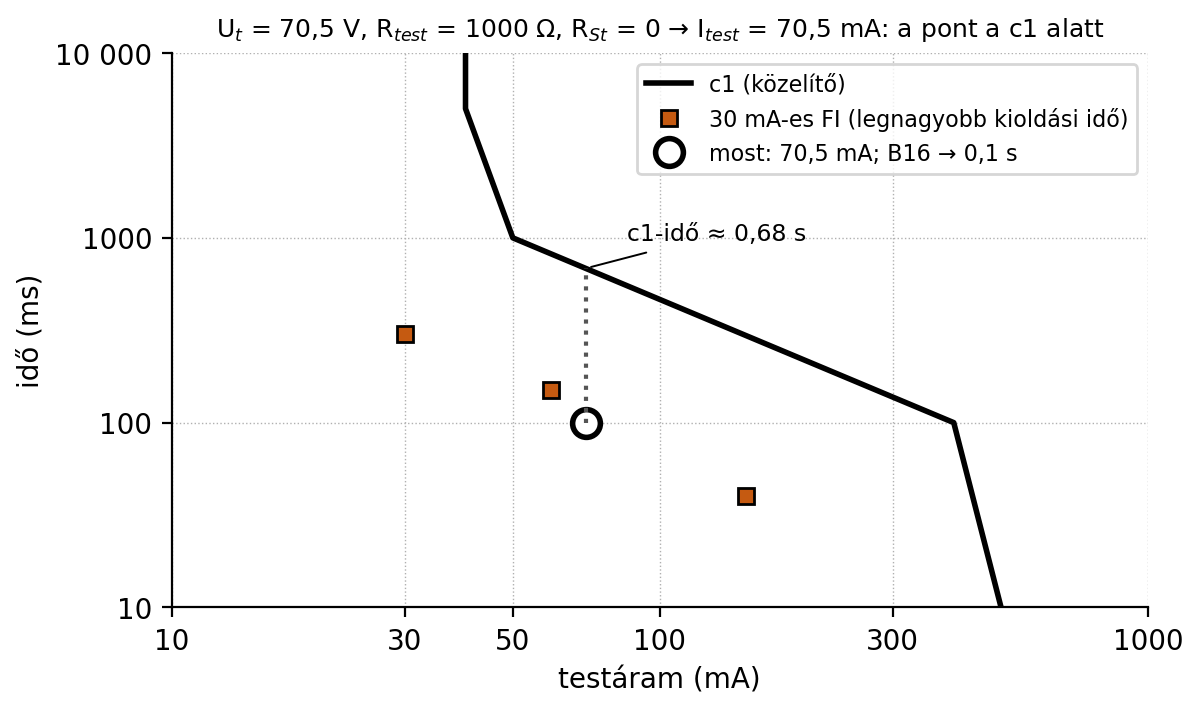 U_t = 70,5 V, R_test = 1000 Ω, R_St = 0 → I_test = 70,5 mA: a pont a c1 alatt
10 000
1000
100
10
idő (ms)
c1 (közelítő)
30 mA-es FI (legnagyobb kioldási idő)
most: 70,5 mA; B16 → 0,1 s
c1-idő ≈ 0,68 s
10
30
50
100
300
1000
testáram (mA)